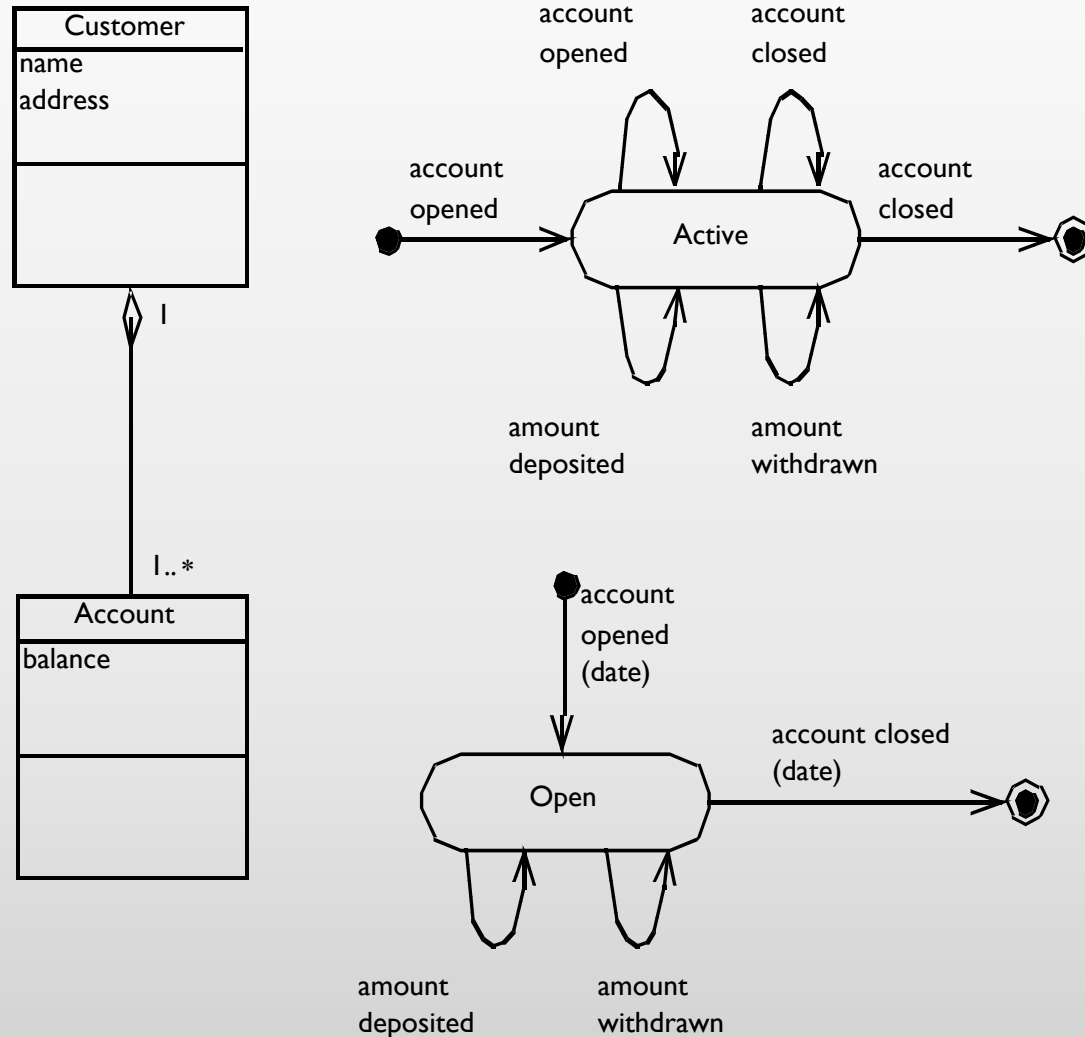 Customer
name
address
1
1..*
Account
balance
account
opened
account
closed
account
opened
Active
account
closed
amount
deposited
amount
withdrawn
account
opened
(date)
Open
account closed
(date)
amount
deposited
amount
withdrawn